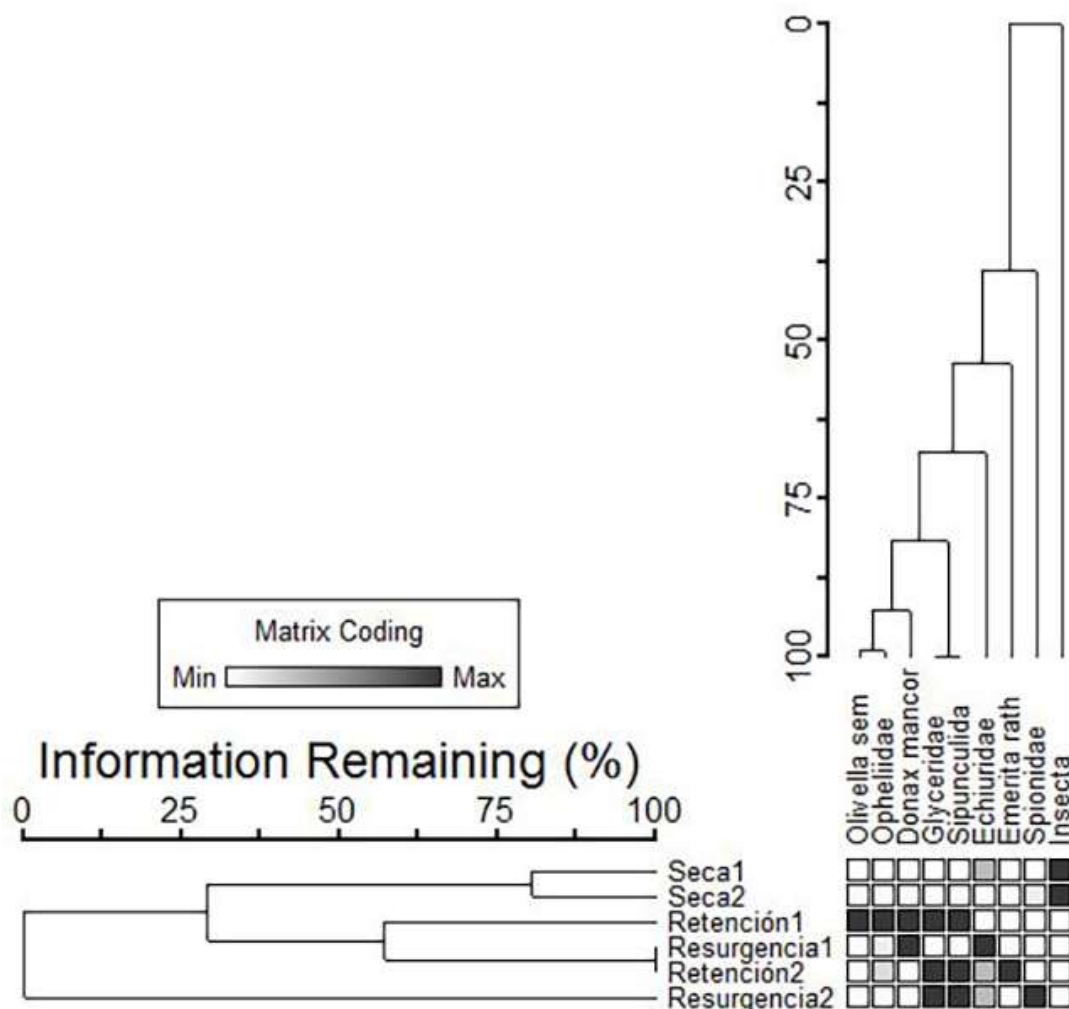 0
25
50
75
100
Matrix Coding
Min Max
Information Remaining (%)
0 25 50 75 100
Olivella sem
Opheliidae
Donax mancor
Glyceridae
Sipunculida
Echiuridae
Emerita rath
Spionidae
Insecta
Seca1
Seca2
Retención1
Resurgencia1
Retención2
Resurgencia2